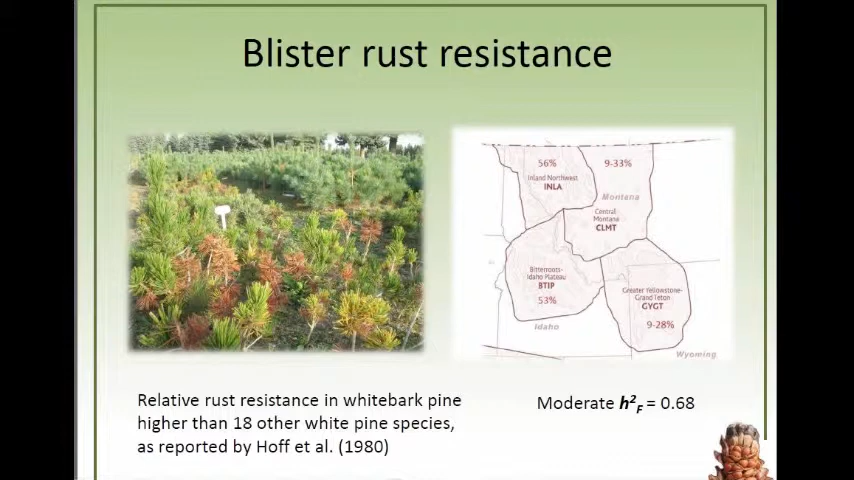 Blister rust resistance
56%
Inland Northwest
INLA
9-33%
Montana
Central
Montana
CLMT
Bitterroots-
Idaho Plateau
BTIP
53%
Idaho
Greater Yellowstone-
Grand Teton
GYGT
9-28%
Wyoming
Relative rust resistance in whitebark pine
higher than 18 other white pine species,
as reported by Hoff et al. (1980)
Moderate h²F = 0.68